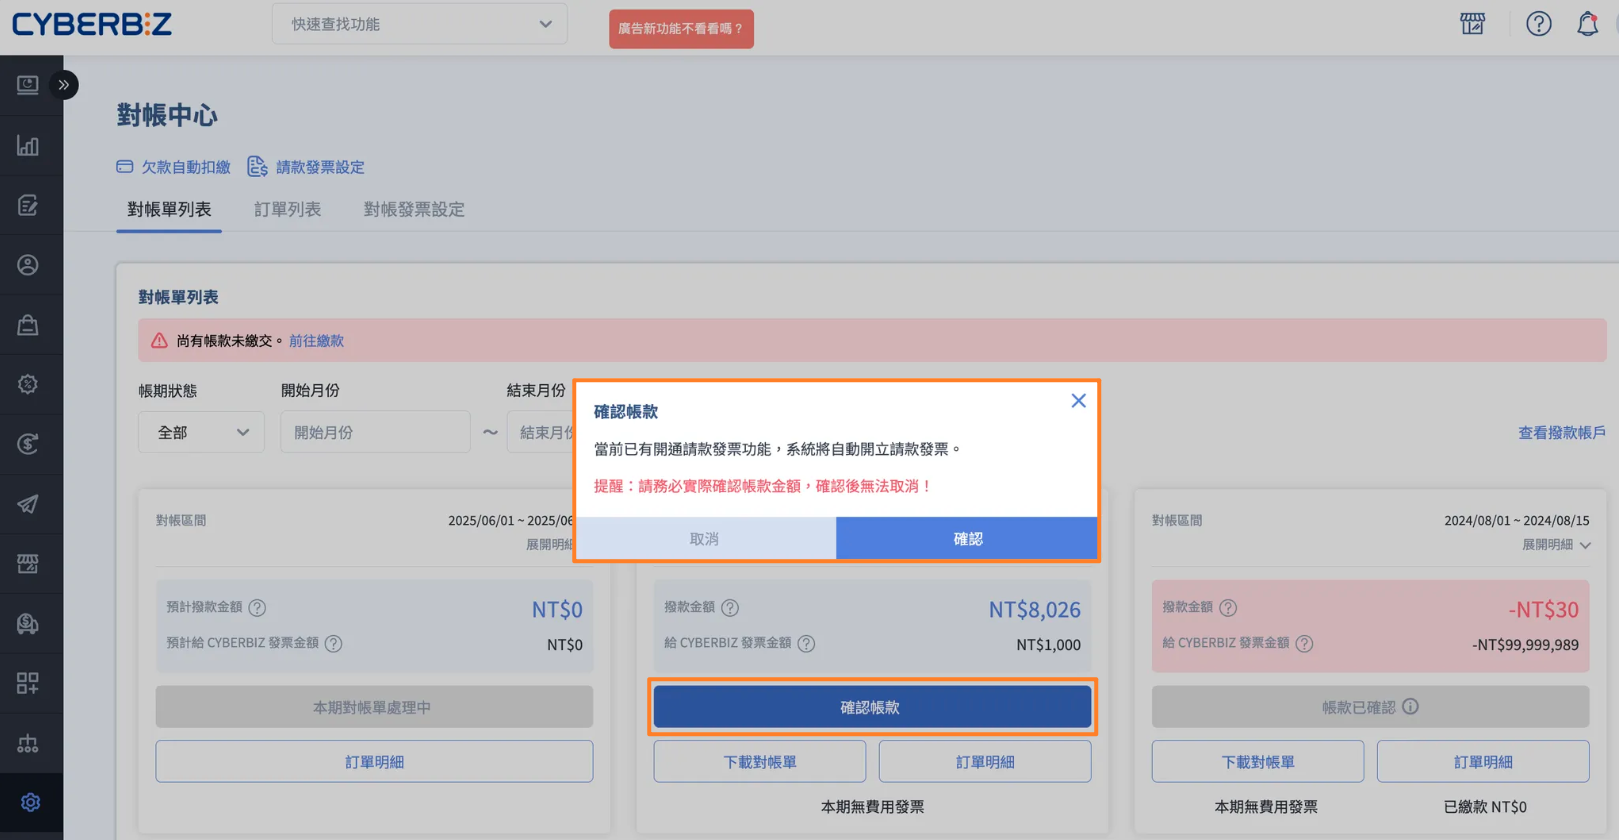 CYBERBIZ
快速查找功能
廣告新功能不看看嗎？
對帳中心
欠款自動扣繳
請款發票設定
對帳單列表
訂單列表
對帳發票設定
對帳單列表
尚有帳款未繳交。前往繳款
帳期狀態
開始月份
結束月份
全部
開始月份
～
結束月份
查看撥款帳戶
確認帳款
當前已有開通請款發票功能，系統將自動開立請款發票。
提醒：請務必實際確認帳款金額，確認後無法取消！
取消
確認
對帳區間
2025/06/01 ~ 2025/06
展開明細
預計撥款金額
NT$0
預計給 CYBERBIZ 發票金額
NT$0
本期對帳單處理中
訂單明細
撥款金額
NT$8,026
給 CYBERBIZ 發票金額
NT$1,000
確認帳款
下載對帳單
訂單明細
本期無費用發票
對帳區間
2024/08/01 ~ 2024/08/15
展開明細
撥款金額
-NT$30
給 CYBERBIZ 發票金額
-NT$99,999,989
帳款已確認
下載對帳單
訂單明細
本期無費用發票
已繳款 NT$0